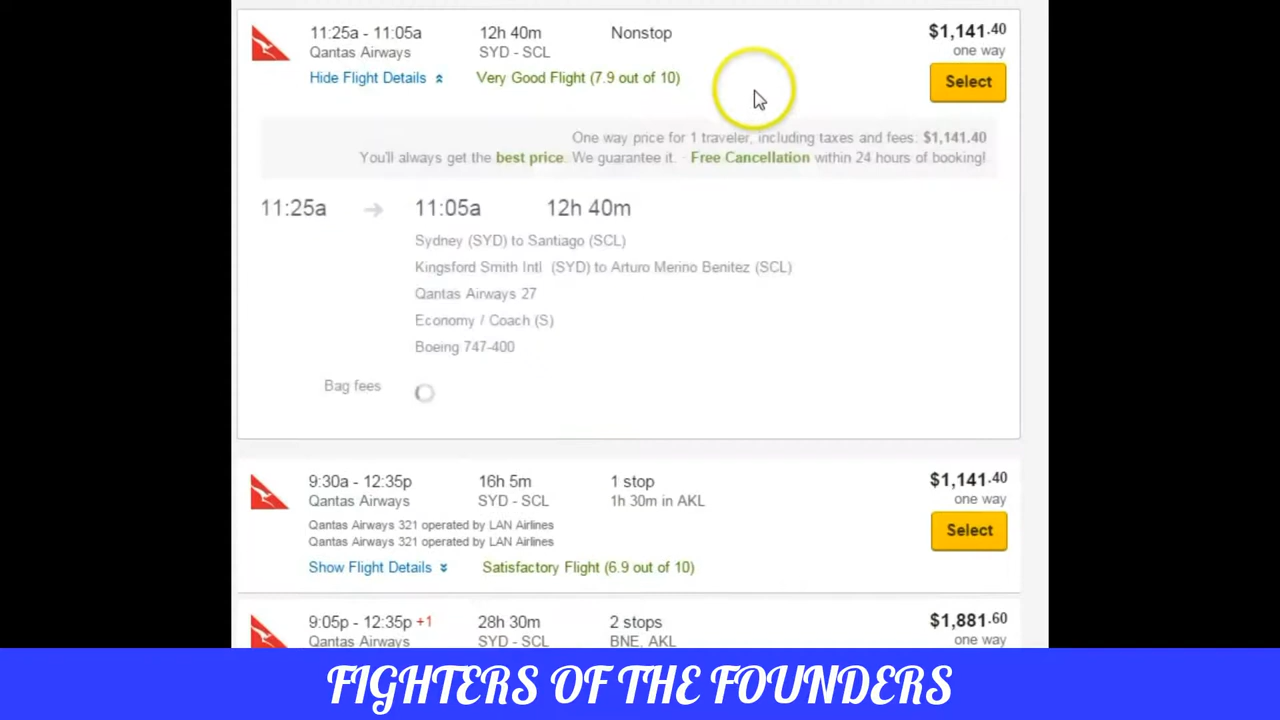 11:25a - 11:05a 12h 40m Nonstop $1,141.40
Qantas Airways SYD - SCL one way
Hide Flight Details Very Good Flight (7.9 out of 10) Select
One way price for 1 traveler, including taxes and fees: $1,141.40
You'll always get the best price. We guarantee it. · Free Cancellation within 24 hours of booking!
11:25a → 11:05a 12h 40m
Sydney (SYD) to Santiago (SCL)
Kingsford Smith Intl (SYD) to Arturo Merino Benitez (SCL)
Qantas Airways 27
Economy / Coach (S)
Boeing 747-400
Bag fees
9:30a - 12:35p 16h 5m 1 stop $1,141.40
Qantas Airways SYD - SCL 1h 30m in AKL one way
Qantas Airways 321 operated by LAN Airlines
Qantas Airways 321 operated by LAN Airlines
Select
Show Flight Details Satisfactory Flight (6.9 out of 10)
9:05p - 12:35p +1 28h 30m 2 stops $1,881.60
Qantas Airways SYD - SCL BNE, AKL one way
FIGHTERS OF THE FOUNDERS